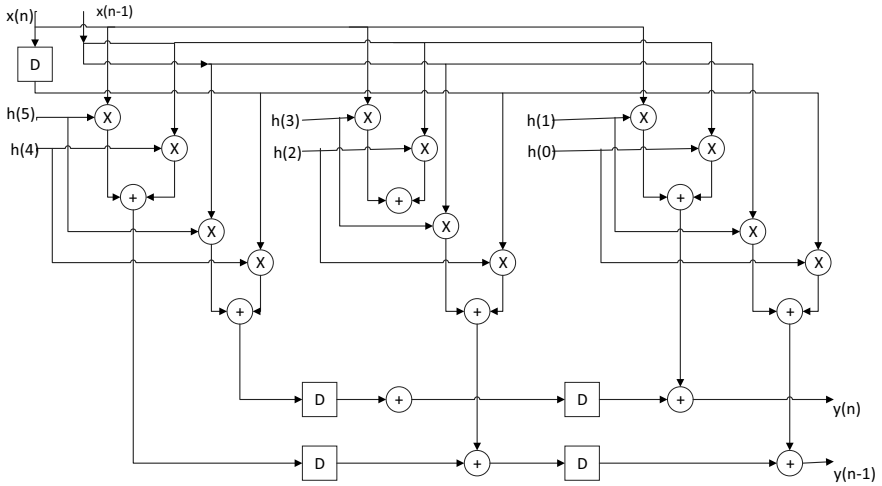 x(n)
x(n-1)
D
h(5)
X
h(3)
X
h(1)
X
h(4)
X
h(2)
X
h(0)
X
+
+
+
X
X
X
X
X
X
+
+
+
D
+
D
+
y(n)
D
+
D
+
y(n-1)